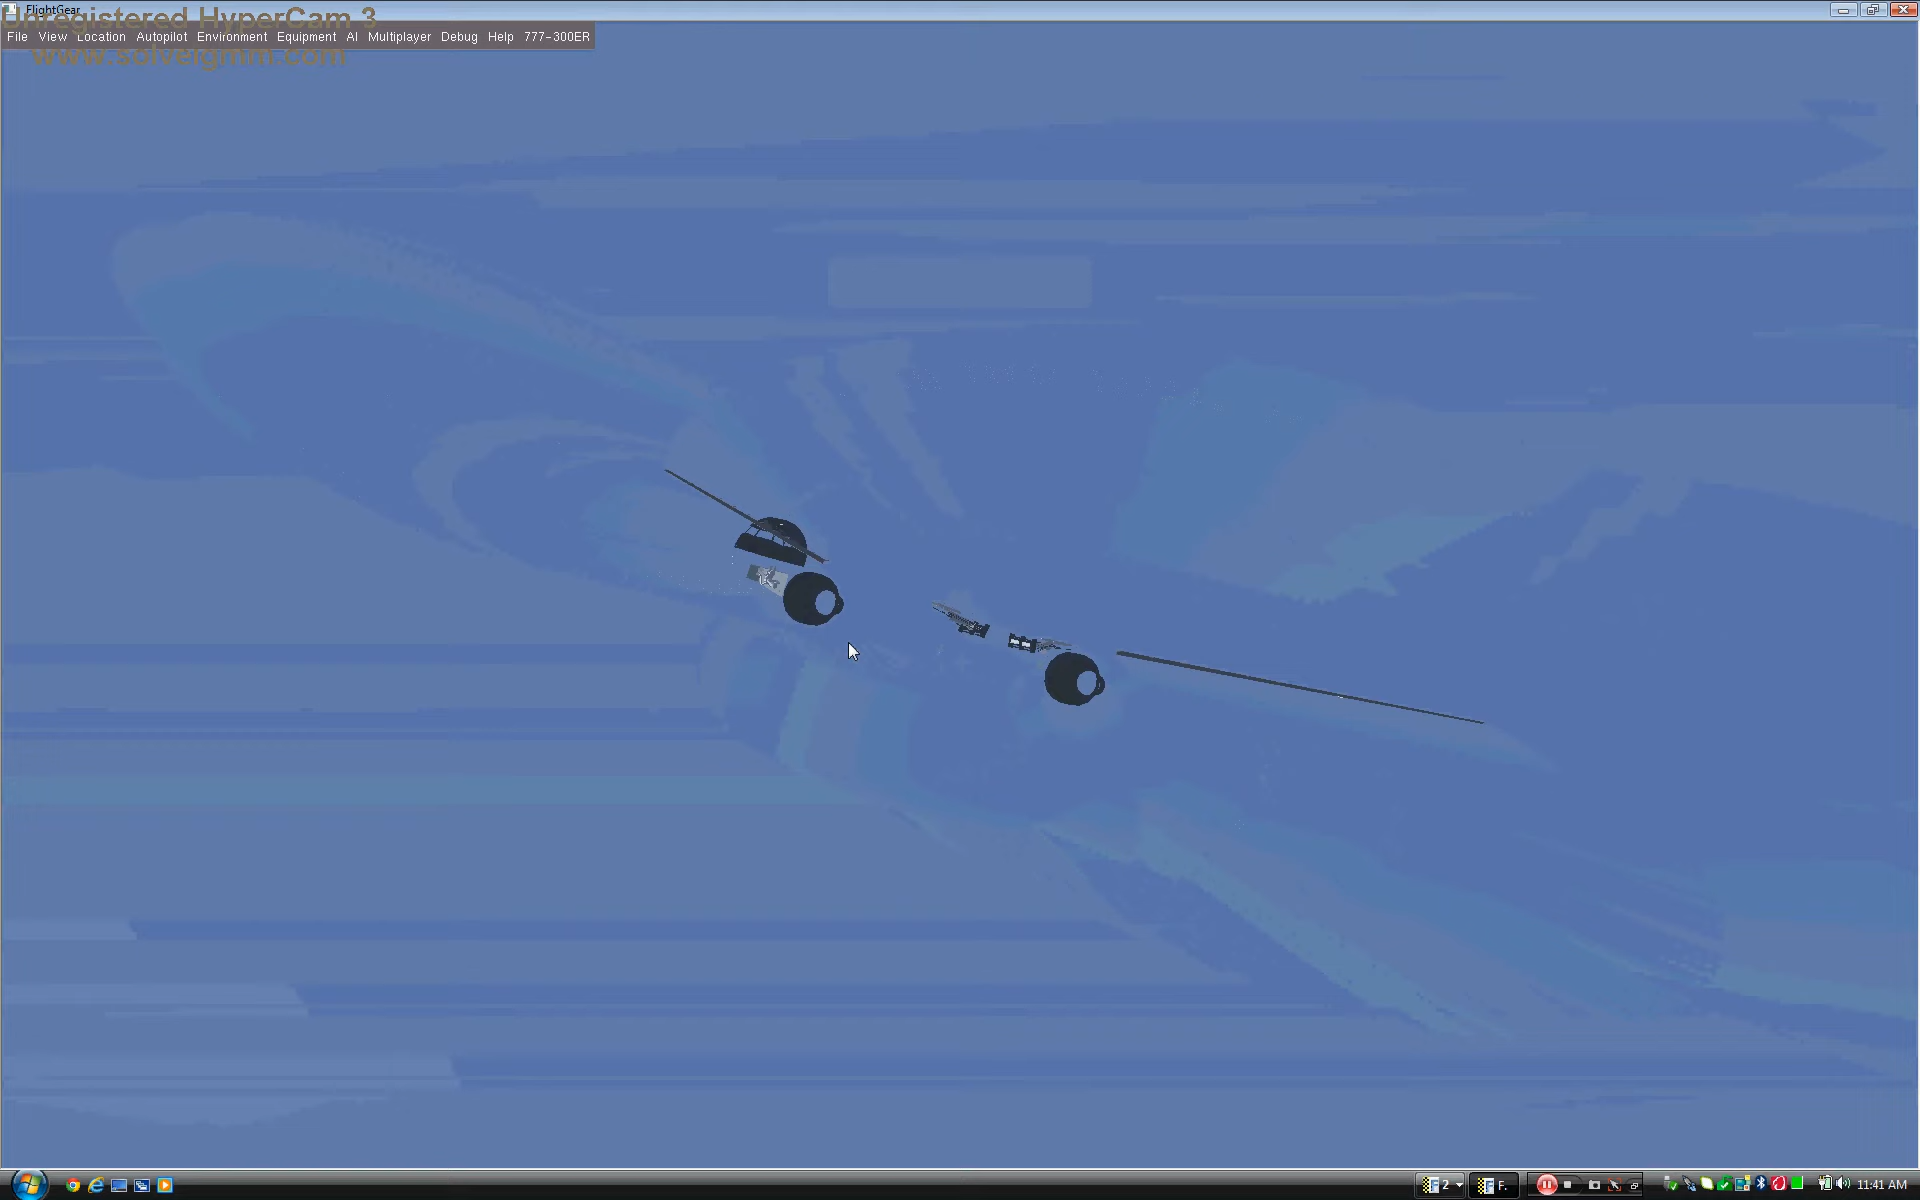 FlightGear
Unregistered HyperCam 3
File View Location Autopilot Environment Equipment AI Multiplayer Debug Help 777-300ER
www.solveigmm.com
2 F. 11:41 AM